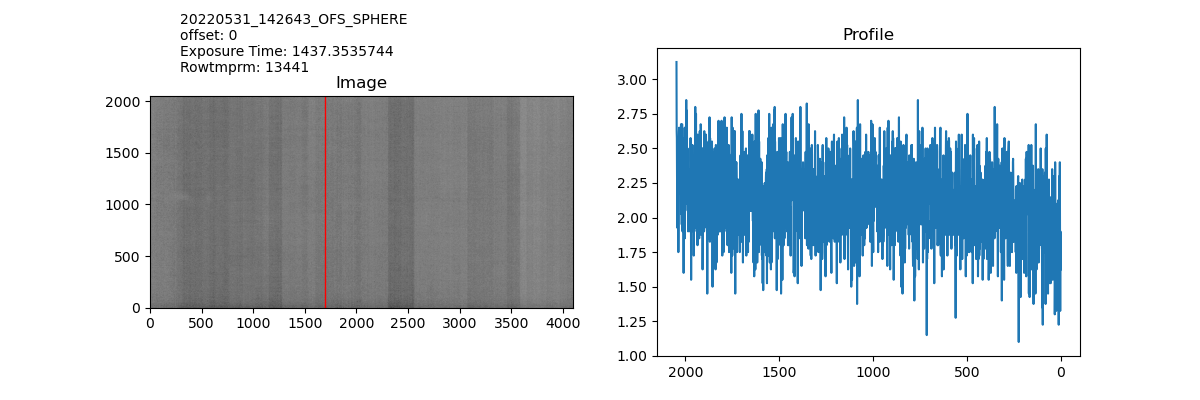 20220531_142643_OFS_SPHERE
offset: 0
Exposure Time: 1437.3535744
Rowtmprm: 13441
Image
2000
1500
1000
500
0
0 500 1000 1500 2000 2500 3000 3500 4000
Profile
3.00
2.75
2.50
2.25
2.00
1.75
1.50
1.25
1.00
2000 1500 1000 500 0